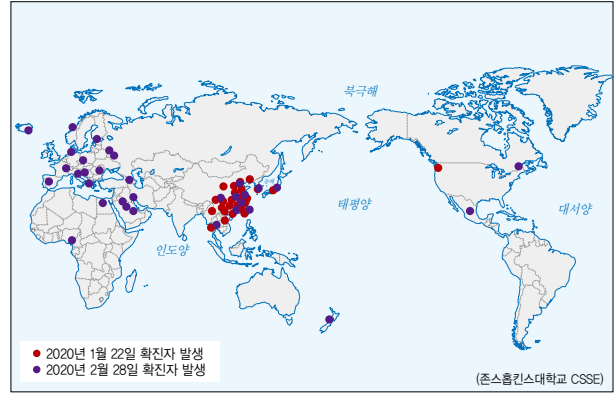 북극해
태평양
대서양
인도양
2020년 1월 22일 확진자 발생
2020년 2월 28일 확진자 발생
(존스홉킨스대학교 CSSE)